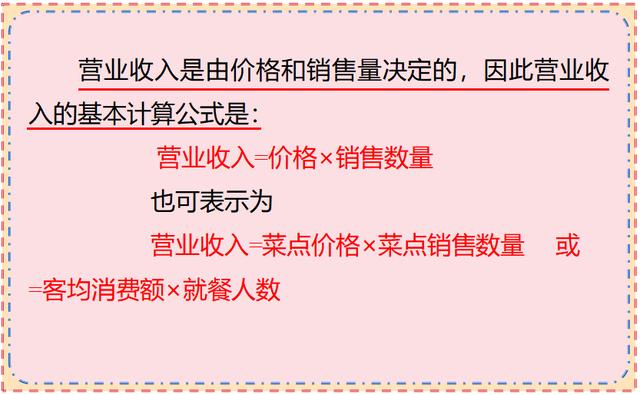 营业收入是由价格和销售量决定的，因此营业收
入的基本计算公式是：
营业收入=价格×销售数量
也可表示为
营业收入=菜点价格×菜点销售数量 或
=客均消费额×就餐人数